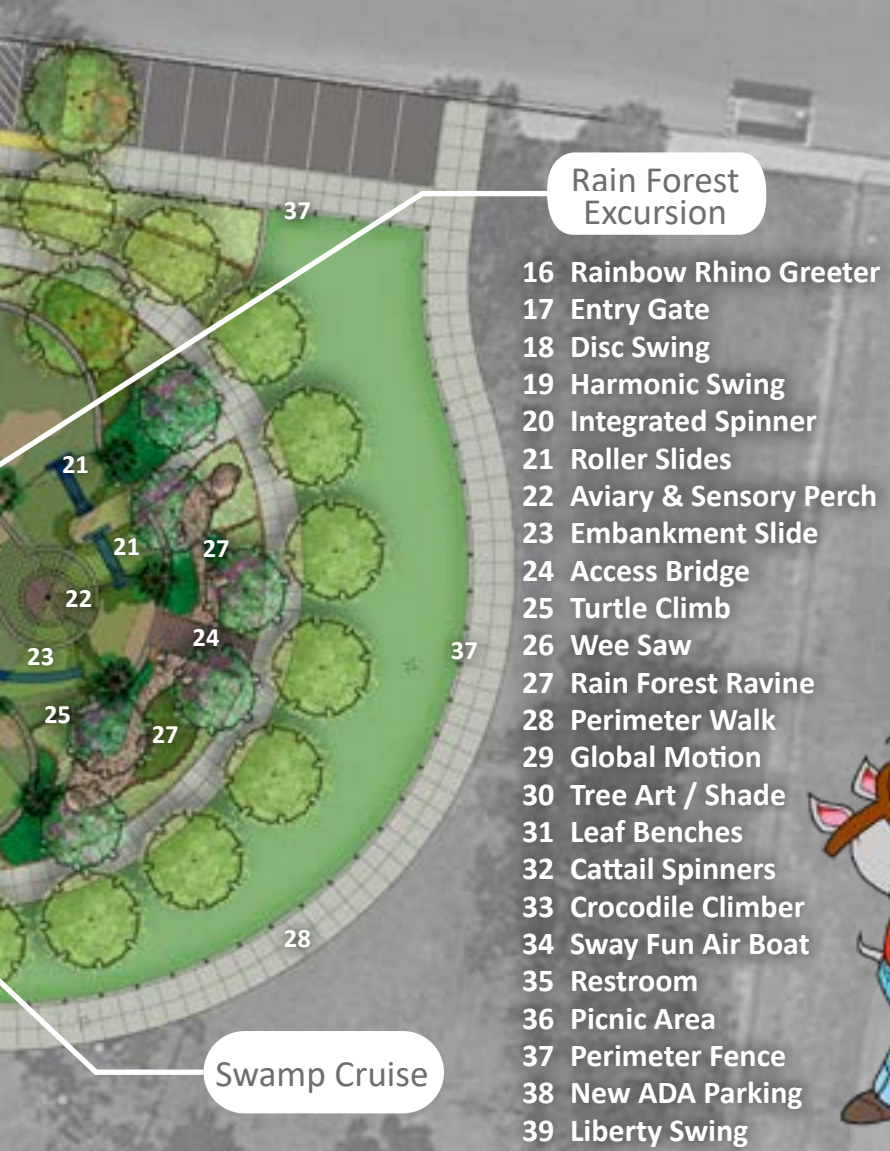 37
Rain Forest
Excursion
16 Rainbow Rhino Greeter
17 Entry Gate
18 Disc Swing
19 Harmonic Swing
20 Integrated Spinner
21 Roller Slides
22 Aviary & Sensory Perch
23 Embankment Slide
24 Access Bridge
25 Turtle Climb
26 Wee Saw
27 Rain Forest Ravine
28 Perimeter Walk
29 Global Motion
30 Tree Art / Shade
31 Leaf Benches
32 Cattail Spinners
33 Crocodile Climber
34 Sway Fun Air Boat
35 Restroom
36 Picnic Area
37 Perimeter Fence
38 New ADA Parking
39 Liberty Swing
21
21
27
22
24
23
37
25
27
28
Swamp Cruise